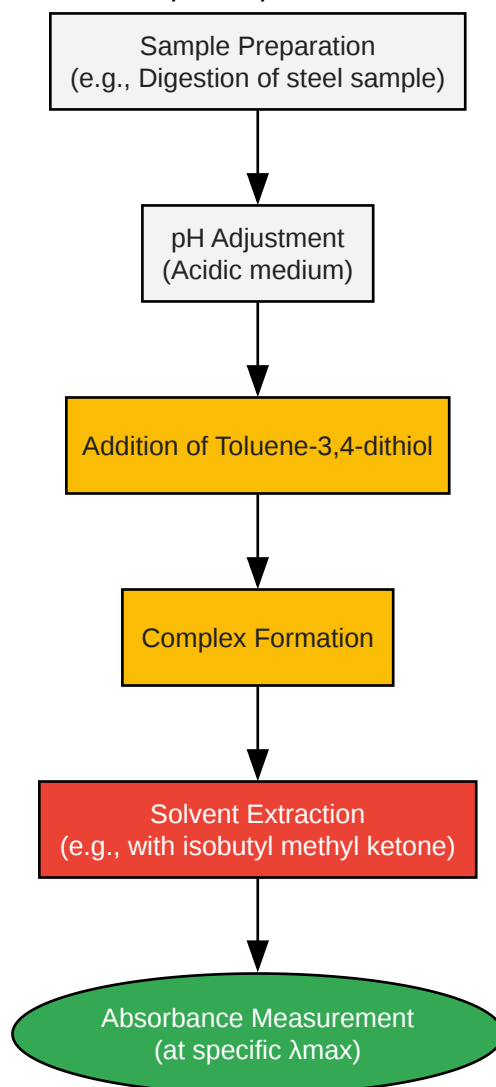 Sample Preparation
(e.g., Digestion of steel sample)
pH Adjustment
(Acidic medium)
Addition of Toluene-3,4-dithiol
Complex Formation
Solvent Extraction
(e.g., with isobutyl methyl ketone)
Absorbance Measurement
(at specific λmax)